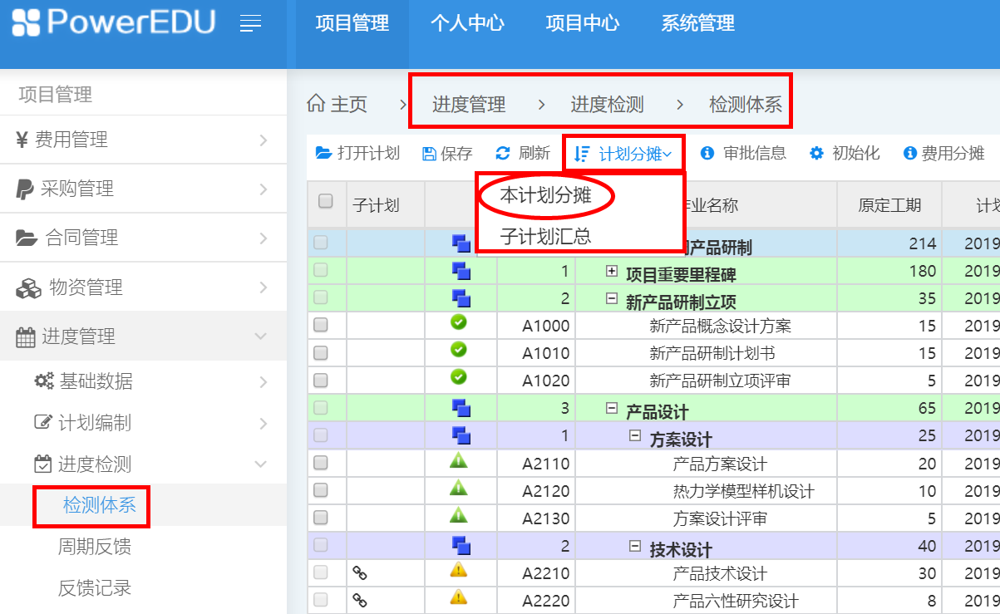 PowerEDU
项目管理 个人中心 项目中心 系统管理
项目管理
¥ 费用管理
采购管理
合同管理
物资管理
进度管理
基础数据
计划编制
进度检测
检测体系
周期反馈
反馈记录
主页 > 进度管理 > 进度检测 > 检测体系
打开计划 保存 刷新 计划分摊 审批信息 初始化 费用分摊
本计划分摊
子计划汇总
子计划 业名称 原定工期 计划
产品研制 214 2019
1 项目重要里程碑 180 2019
2 新产品研制立项 35 2019
A1000 新产品概念设计方案 15 2019
A1010 新产品研制计划书 15 2019
A1020 新产品研制立项评审 5 2019
3 产品设计 65 2019
1 方案设计 25 2019
A2110 产品方案设计 20 2019
A2120 热力学模型样机设计 10 2019
A2130 方案设计评审 5 2019
2 技术设计 40 2019
A2210 产品技术设计 30 2019
A2220 产品六性研究设计 8 2019